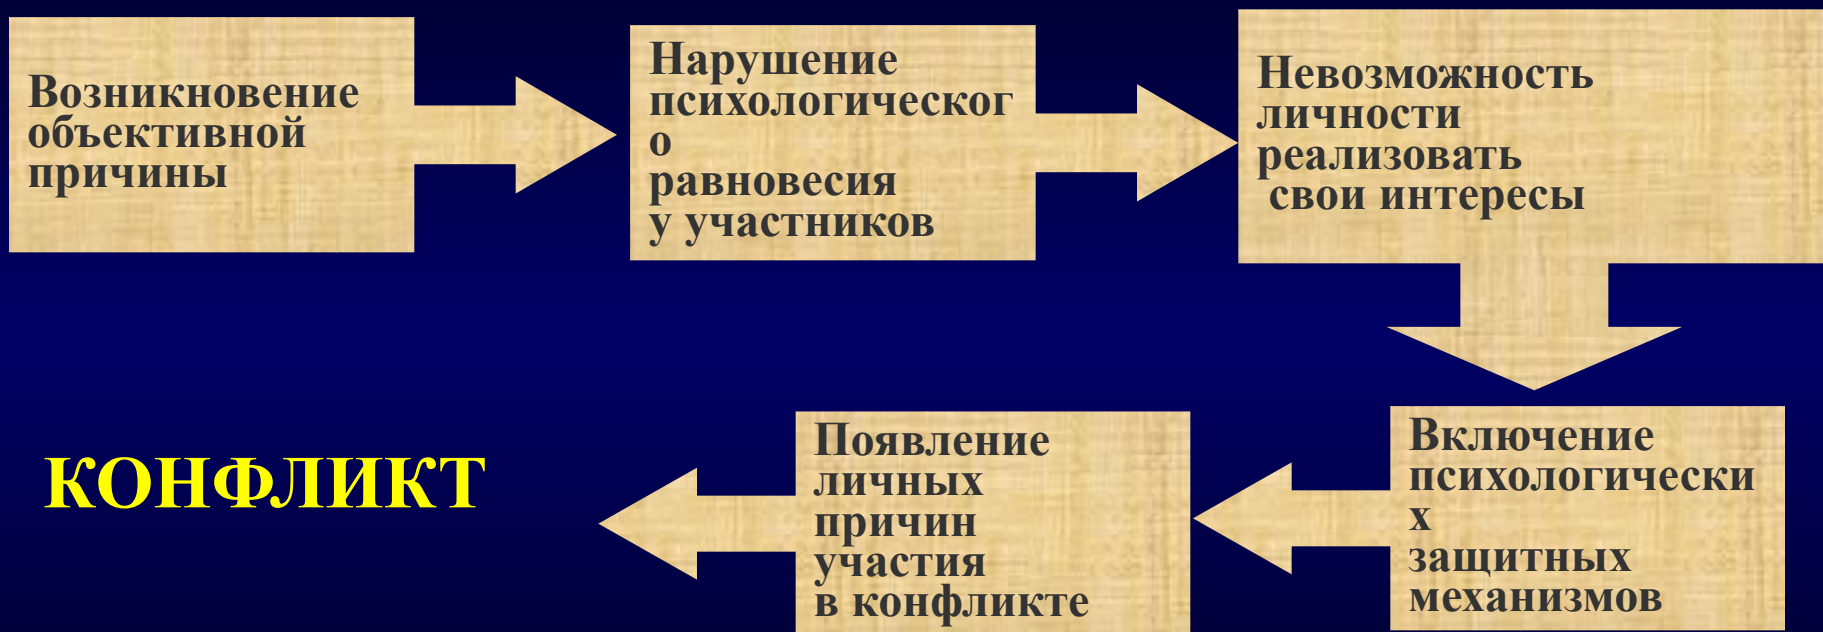 Возникновение
объективной
причины
Нарушение
психологическог
о
равновесия
у участников
Невозможность
личности
реализовать
свои интересы
Включение
психологически
х
защитных
механизмов
Появление
личных
причин
участия
в конфликте
КОНФЛИКТ